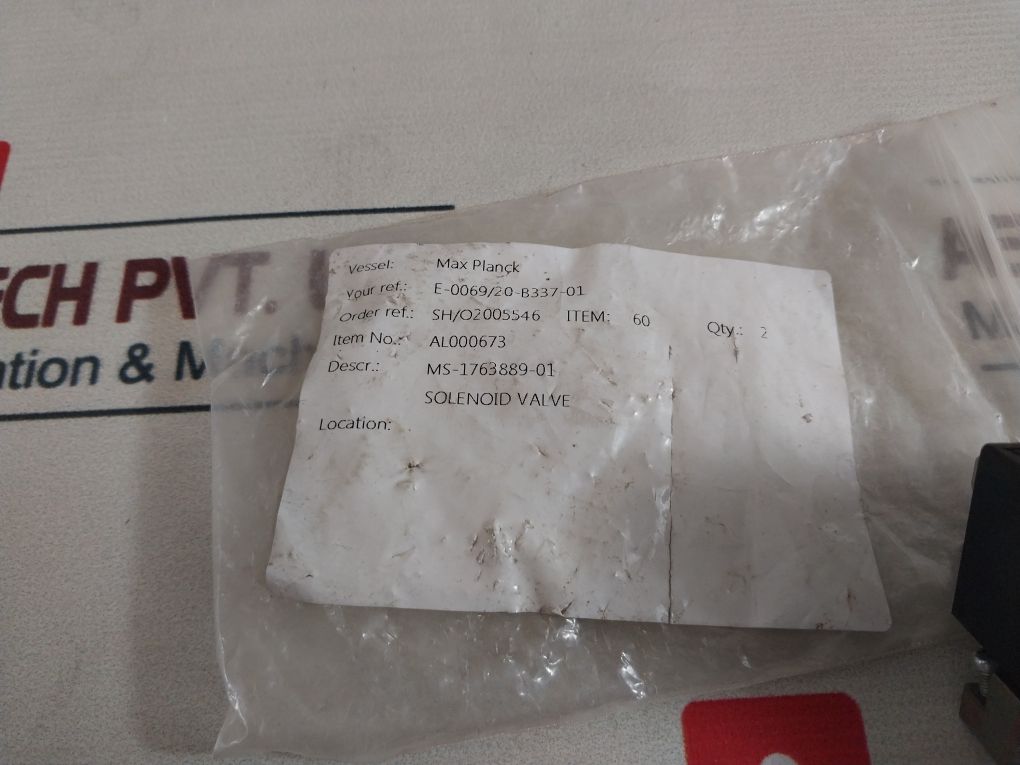 Vessel: Max Planck
Your ref.: E-0069/20-B337-01
Order ref.: SH/O2005546 ITEM: 60 Qty.: 2
Item No.: AL000673
Descr.: MS-1763889-01
SOLENOID VALVE
Location:
ECH PVT.
ation &